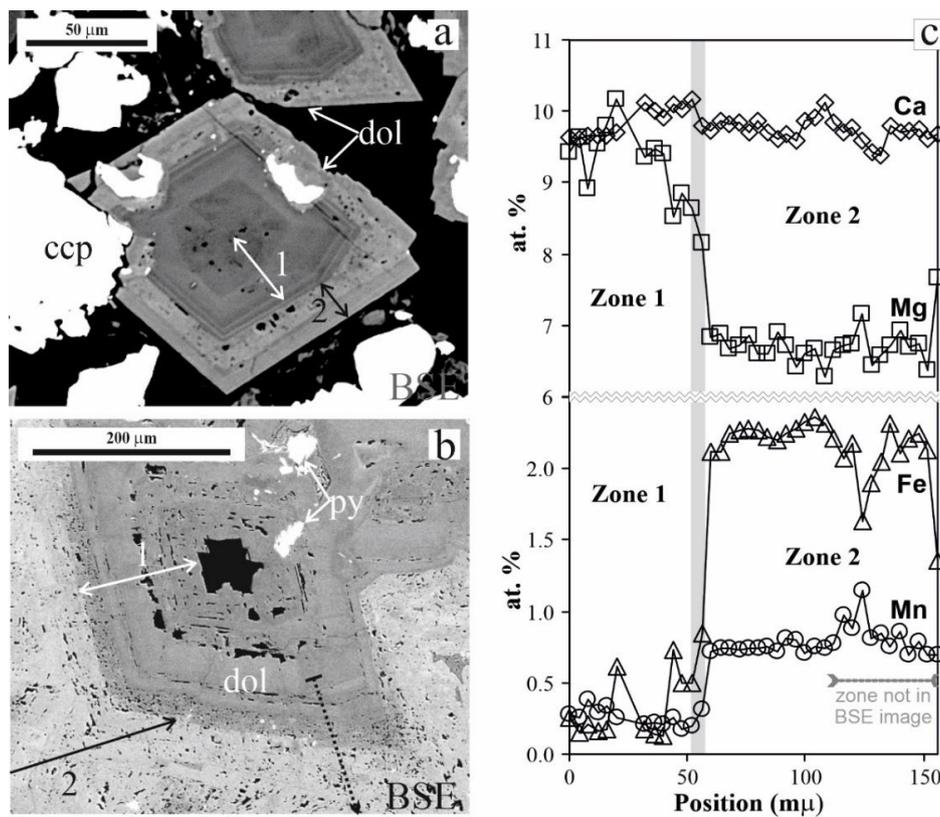 50 μm
a
dol
ccp
1
2
BSE
200 μm
b
py
1
dol
2
BSE
c
11
10
9
8
7
6
2.0
1.5
1.0
0.5
0.0
at. %
at. %
Ca
Zone 2
Zone 1
Mg
Zone 1
Fe
Zone 2
Mn
zone not in
BSE image
0
50
100
150
Position (mμ)